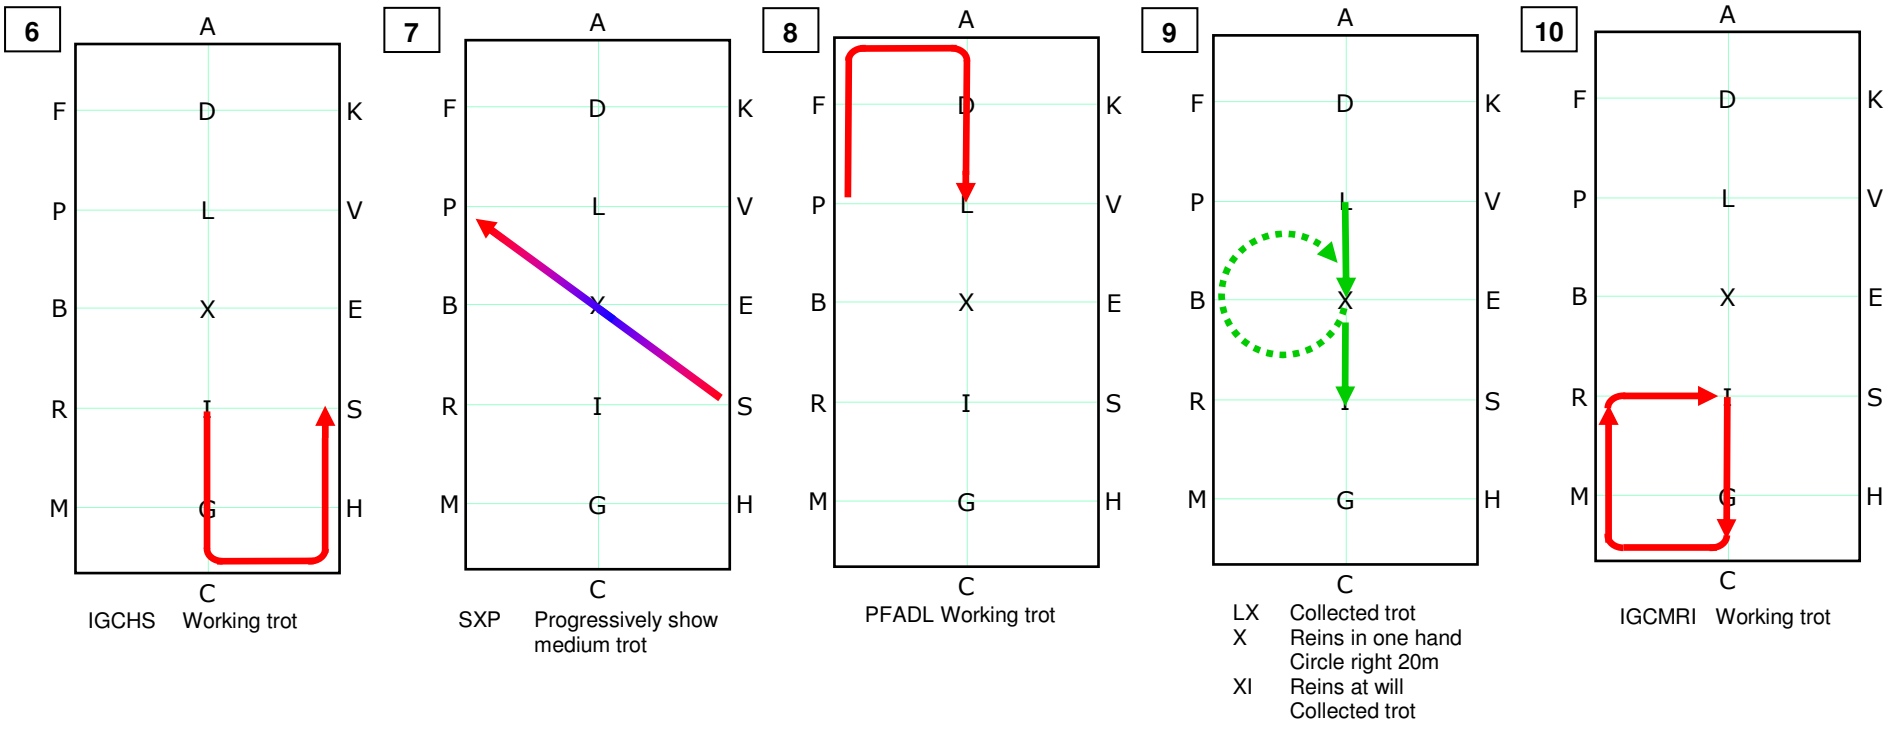 6
A
F D K
P L V
B X E
R I S
M G H
C
IGCHS Working trot
7
A
F D K
P L V
B X E
R I S
M G H
C
SXP Progressively show
medium trot
8
A
F D K
P L V
B X E
R I S
M G H
C
PFADL Working trot
9
A
F D K
P L V
B X E
R I S
M G H
C
LX Collected trot
X Reins in one hand
Circle right 20m
XI Reins at will
Collected trot
10
A
F D K
P L V
B X E
R I S
M G H
C
IGCMRI Working trot